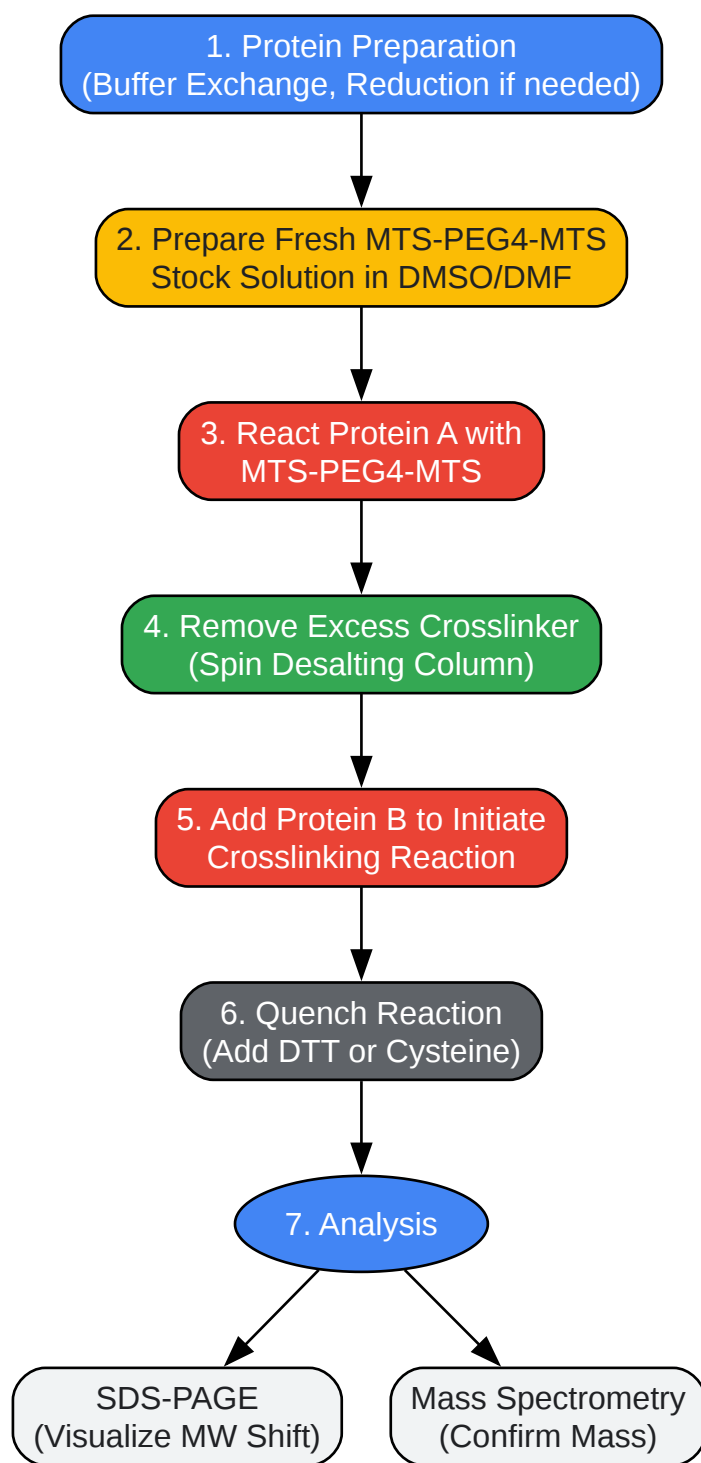 1. Protein Preparation
(Buffer Exchange, Reduction if needed)
2. Prepare Fresh MTS-PEG4-MTS
Stock Solution in DMSO/DMF
3. React Protein A with
MTS-PEG4-MTS
4. Remove Excess Crosslinker
(Spin Desalting Column)
5. Add Protein B to Initiate
Crosslinking Reaction
6. Quench Reaction
(Add DTT or Cysteine)
7. Analysis
SDS-PAGE
(Visualize MW Shift)
Mass Spectrometry
(Confirm Mass)